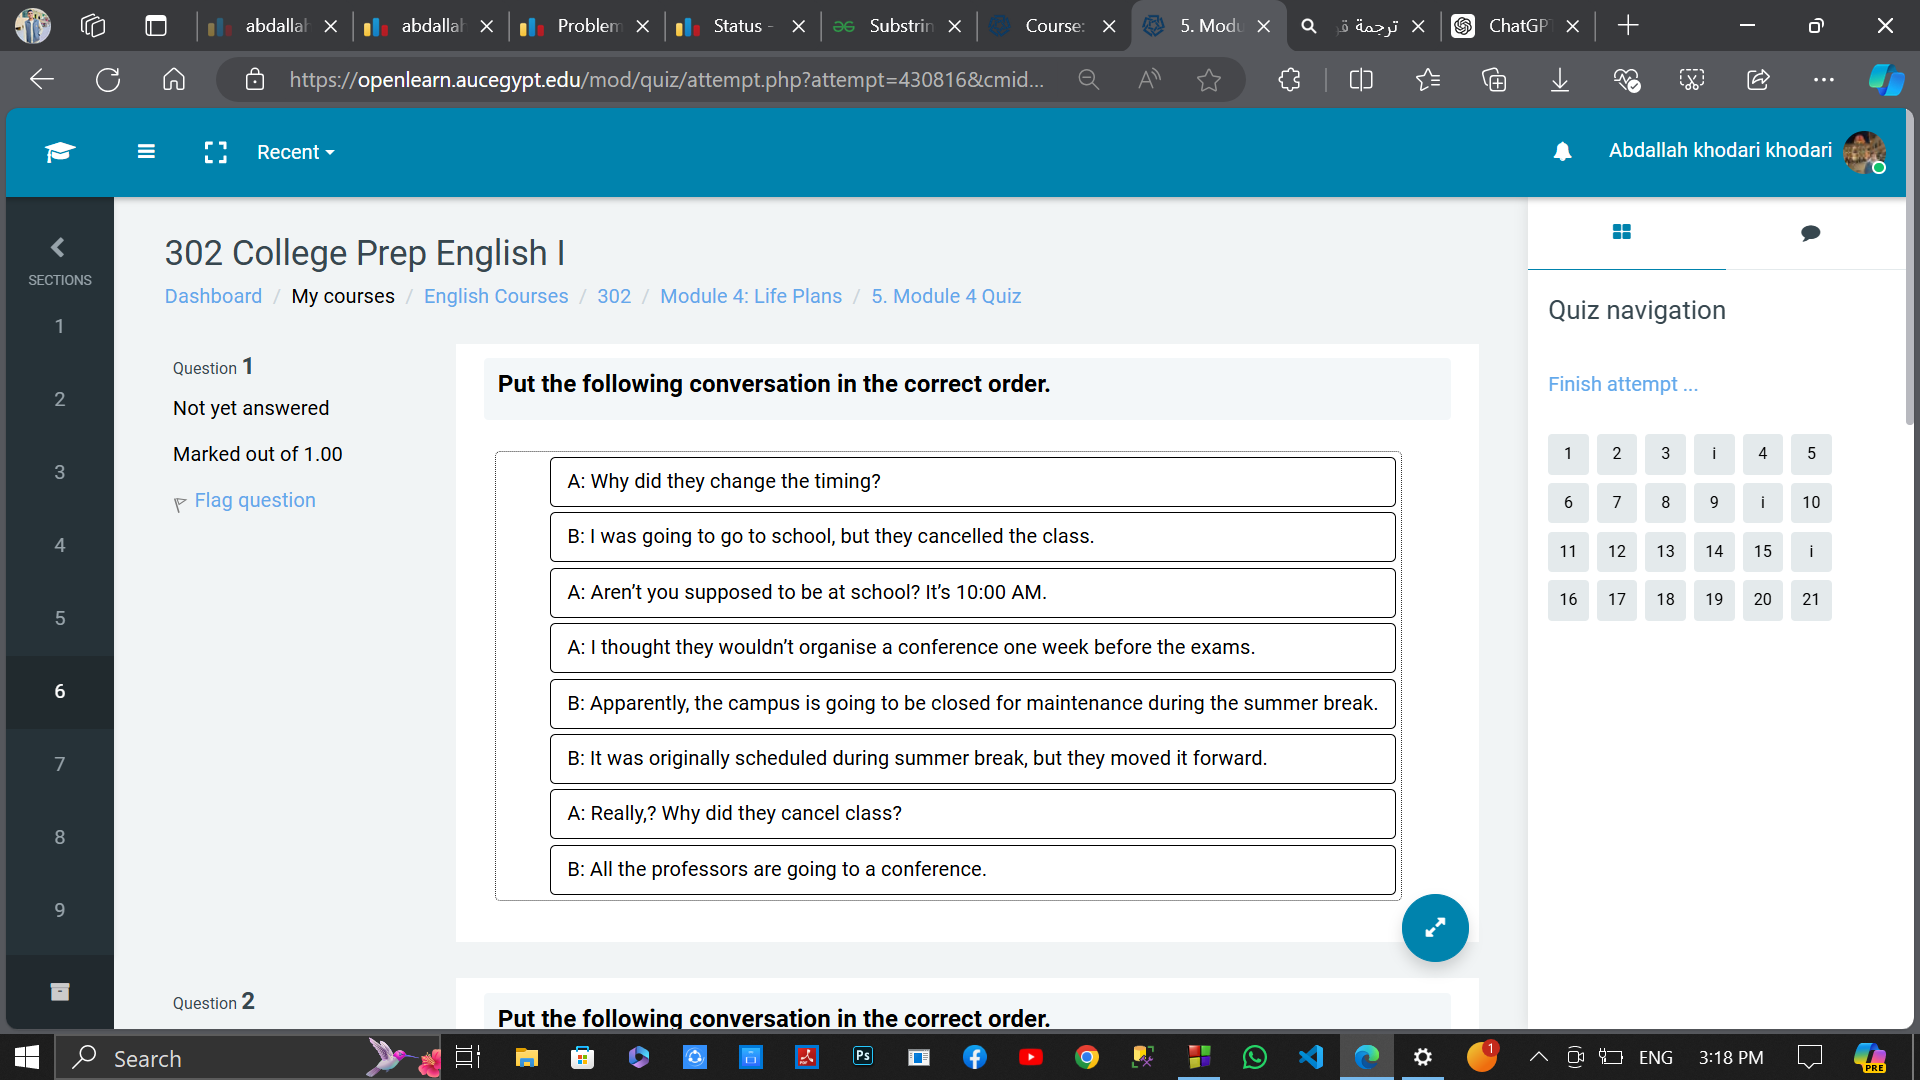 abdallah
abdallah
Problem
Status -
Substrin
Course:
5. Modu
ترجمة
ChatGP
https://openlearn.aucegypt.edu/mod/quiz/attempt.php?attempt=430816&cmid...
Recent
Abdallah khodari khodari
SECTIONS
1
2
3
4
5
6
7
8
9
302 College Prep English I
Dashboard / My courses / English Courses / 302 / Module 4: Life Plans / 5. Module 4 Quiz
Question 1
Not yet answered
Marked out of 1.00
Flag question
Put the following conversation in the correct order.
A: Why did they change the timing?
B: I was going to go to school, but they cancelled the class.
A: Aren’t you supposed to be at school? It’s 10:00 AM.
A: I thought they wouldn’t organise a conference one week before the exams.
B: Apparently, the campus is going to be closed for maintenance during the summer break.
B: It was originally scheduled during summer break, but they moved it forward.
A: Really,? Why did they cancel class?
B: All the professors are going to a conference.
Question 2
Put the following conversation in the correct order.
Quiz navigation
Finish attempt ...
1 2 3 i 4 5
6 7 8 9 i 10
11 12 13 14 15 i
16 17 18 19 20 21
Search
Ps
1
ENG
3:18 PM
PRE